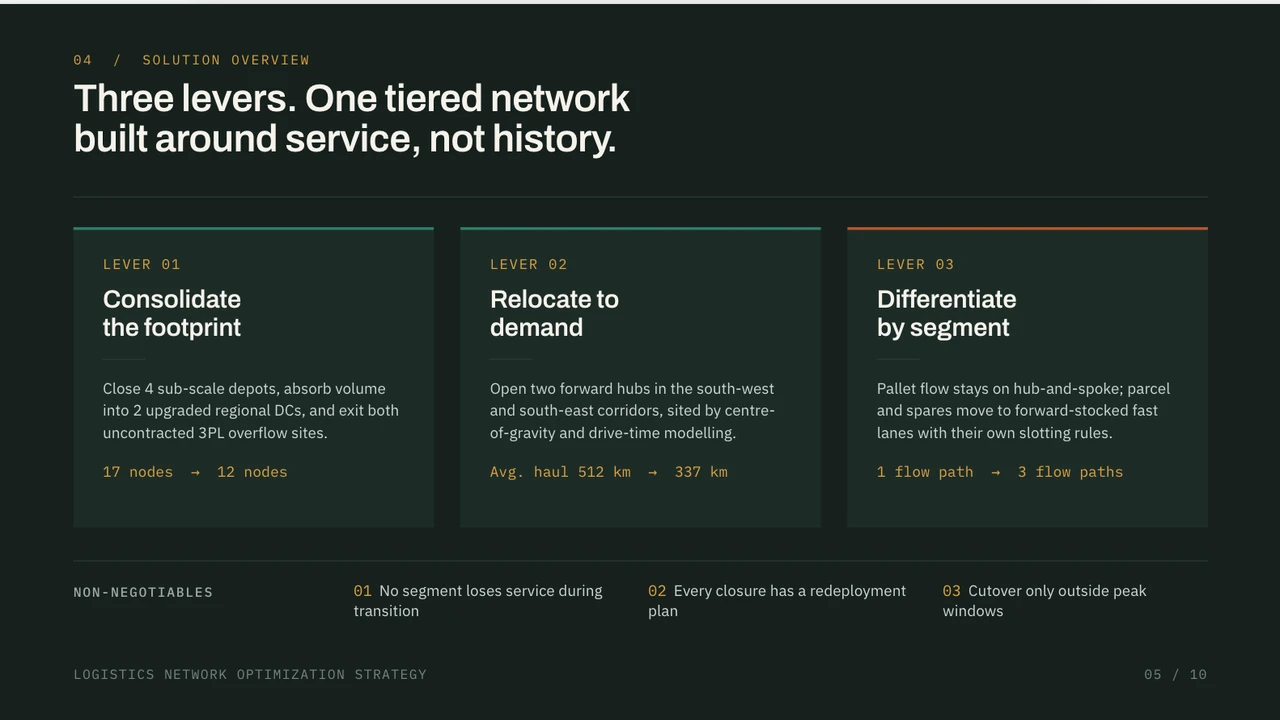 04 / SOLUTION OVERVIEW
Three levers. One tiered network
built around service, not history.
LEVER 01
Consolidate
the footprint
Close 4 sub-scale depots, absorb volume
into 2 upgraded regional DCs, and exit both
uncontracted 3PL overflow sites.
17 nodes → 12 nodes
LEVER 02
Relocate to
demand
Open two forward hubs in the south-west
and south-east corridors, sited by centre-
of-gravity and drive-time modelling.
Avg. haul 512 km → 337 km
LEVER 03
Differentiate
by segment
Pallet flow stays on hub-and-spoke; parcel
and spares move to forward-stocked fast
lanes with their own slotting rules.
1 flow path → 3 flow paths
NON-NEGOTIABLES
01 No segment loses service during
transition
02 Every closure has a redeployment
plan
03 Cutover only outside peak
windows
LOGISTICS NETWORK OPTIMIZATION STRATEGY
05 / 10